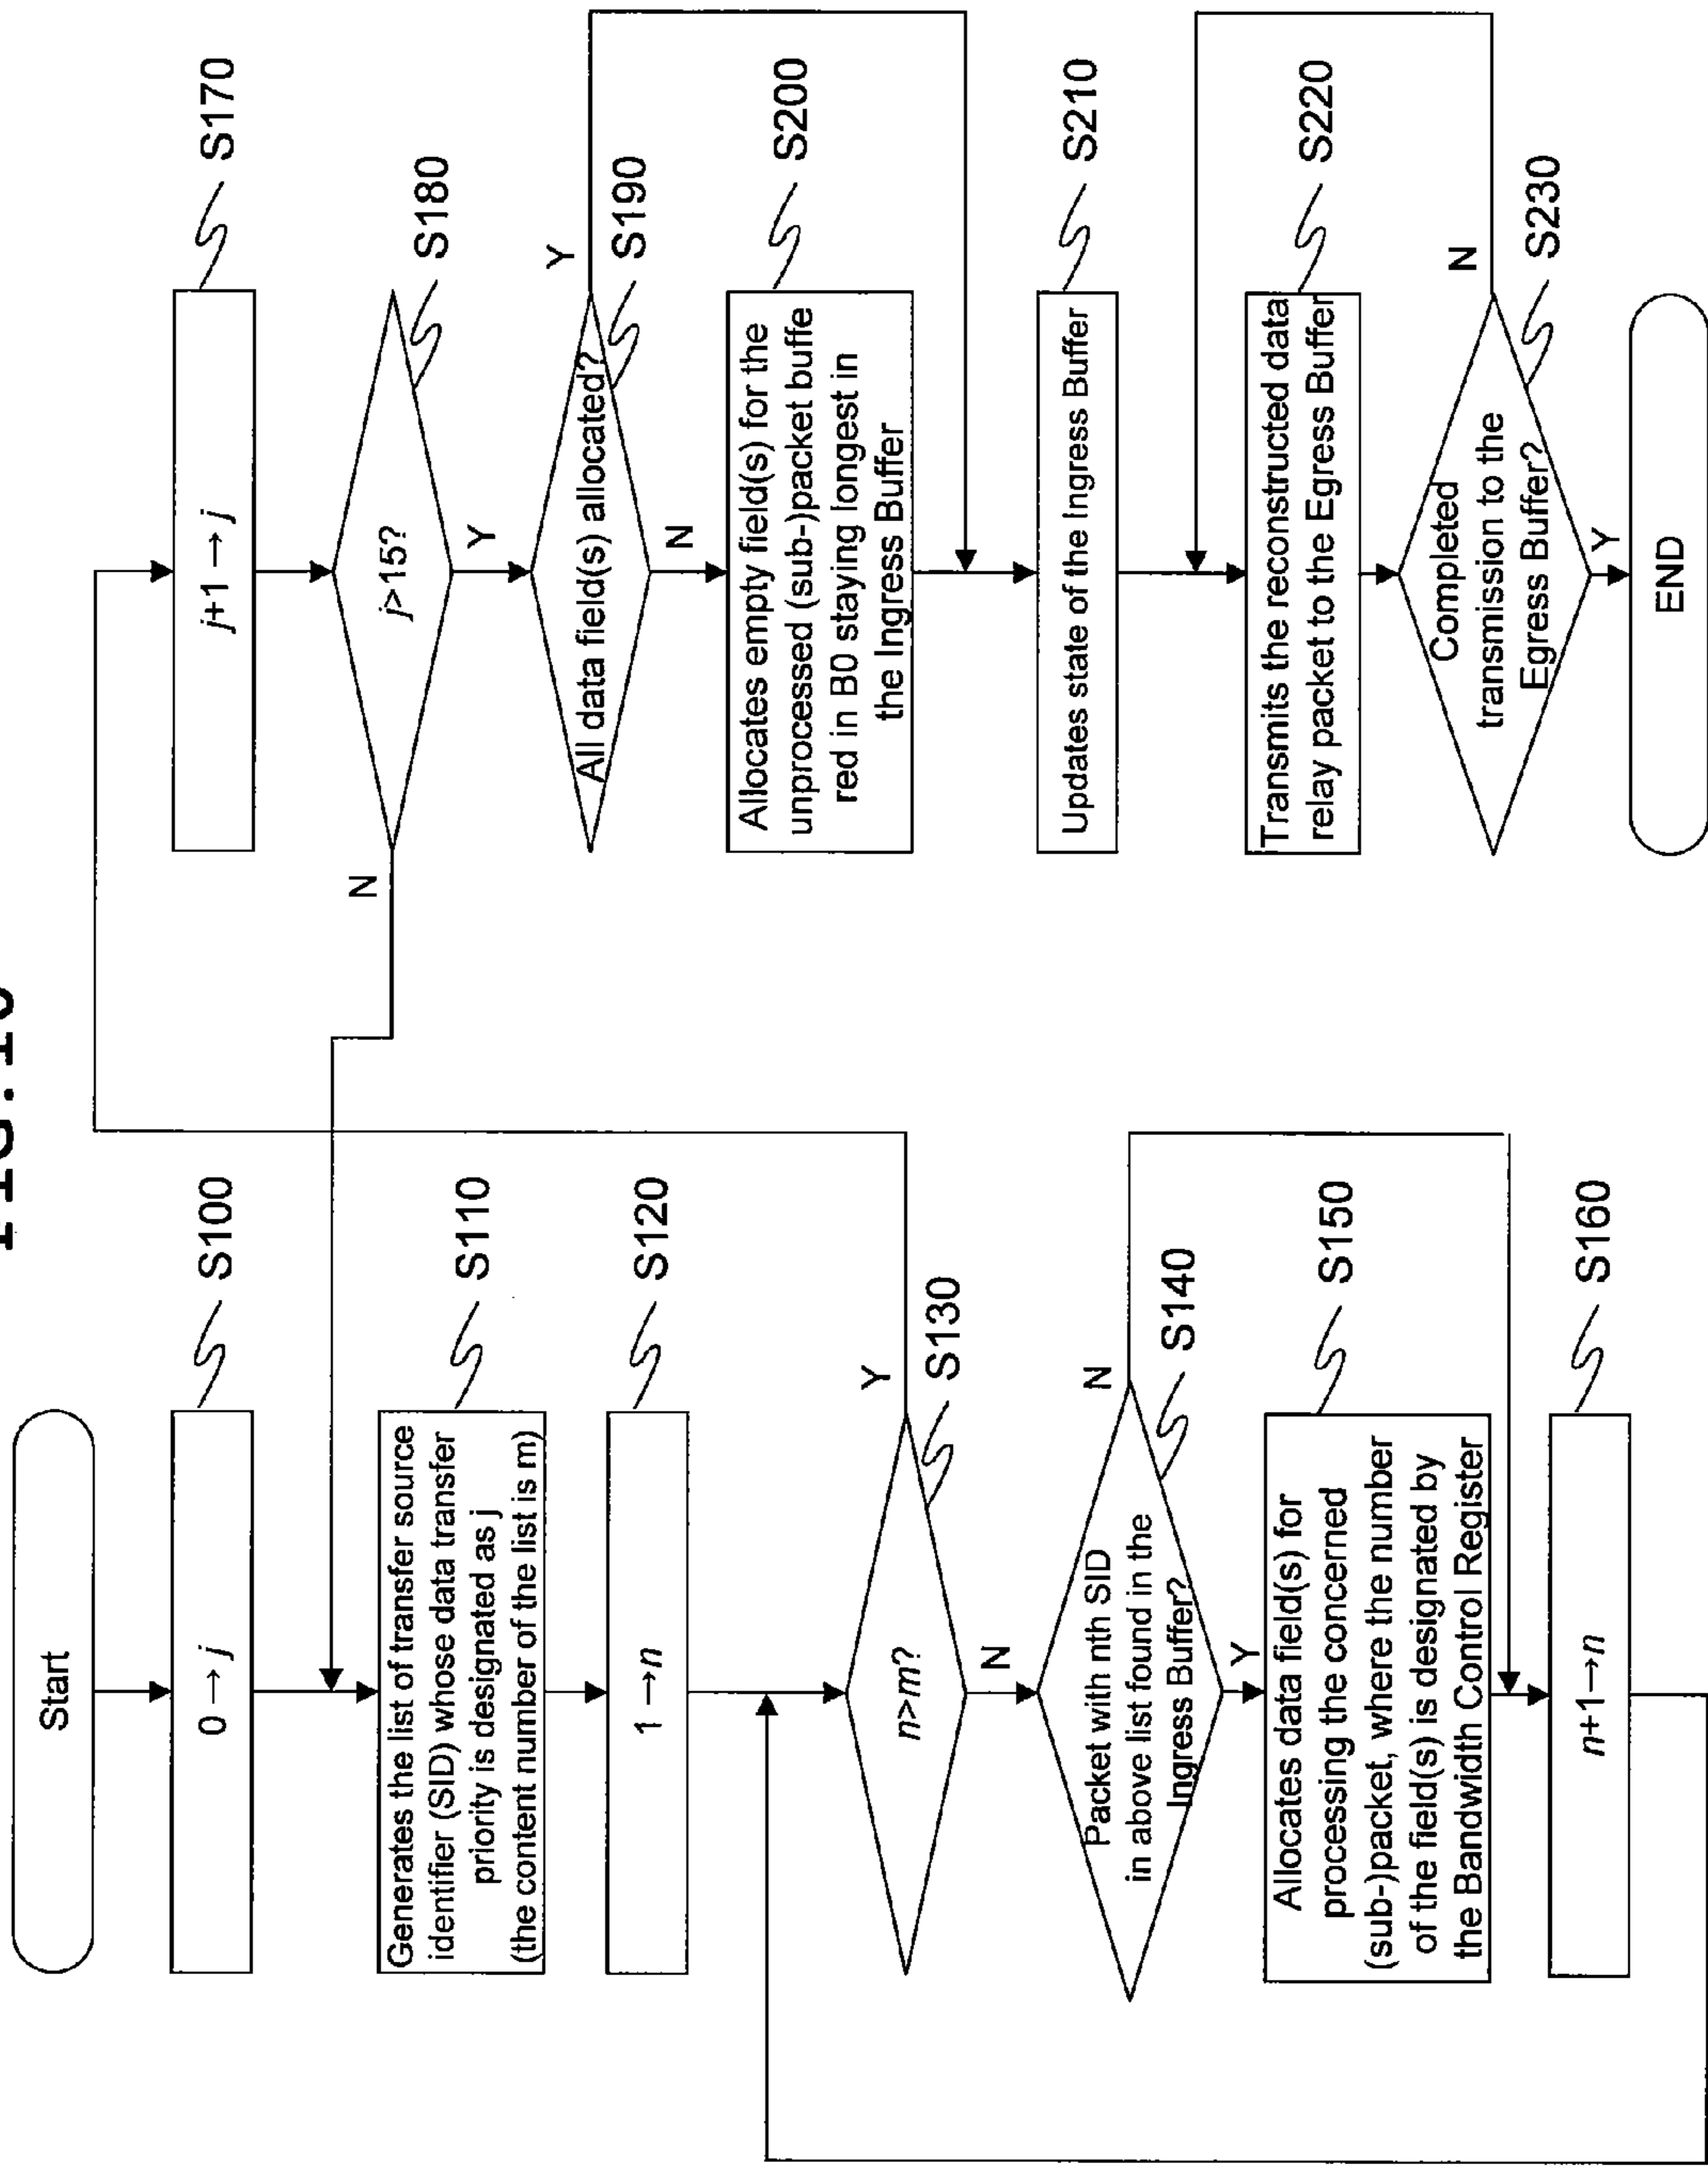 Start
0 → j
S100
Generates the list of transfer source
identifier (SID) whose data transfer
priority is designated as j
(the content number of the list is m)
S110
1 → n
S120
n>m?
Y
S130
N
Packet with nth SID
in above list found in the
Ingress Buffer?
N
S140
Y
Allocates data field(s) for
processing the concerned
(sub-)packet, where the number
of the field(s) is designated by
the Bandwidth Control Register
S150
n+1→n
S160
j+1 → j
S170
j>15?
N
S180
Y
All data field(s) allocated?
Y
S190
N
Allocates empty field(s) for the
unprocessed (sub-)packet buffe
red in B0 staying longest in
the Ingress Buffer
S200
Updates state of the Ingress Buffer
S210
Transmits the reconstructed data
relay packet to the Egress Buffer
S220
Completed
transmission to the
Egress Buffer?
N
S230
Y
END